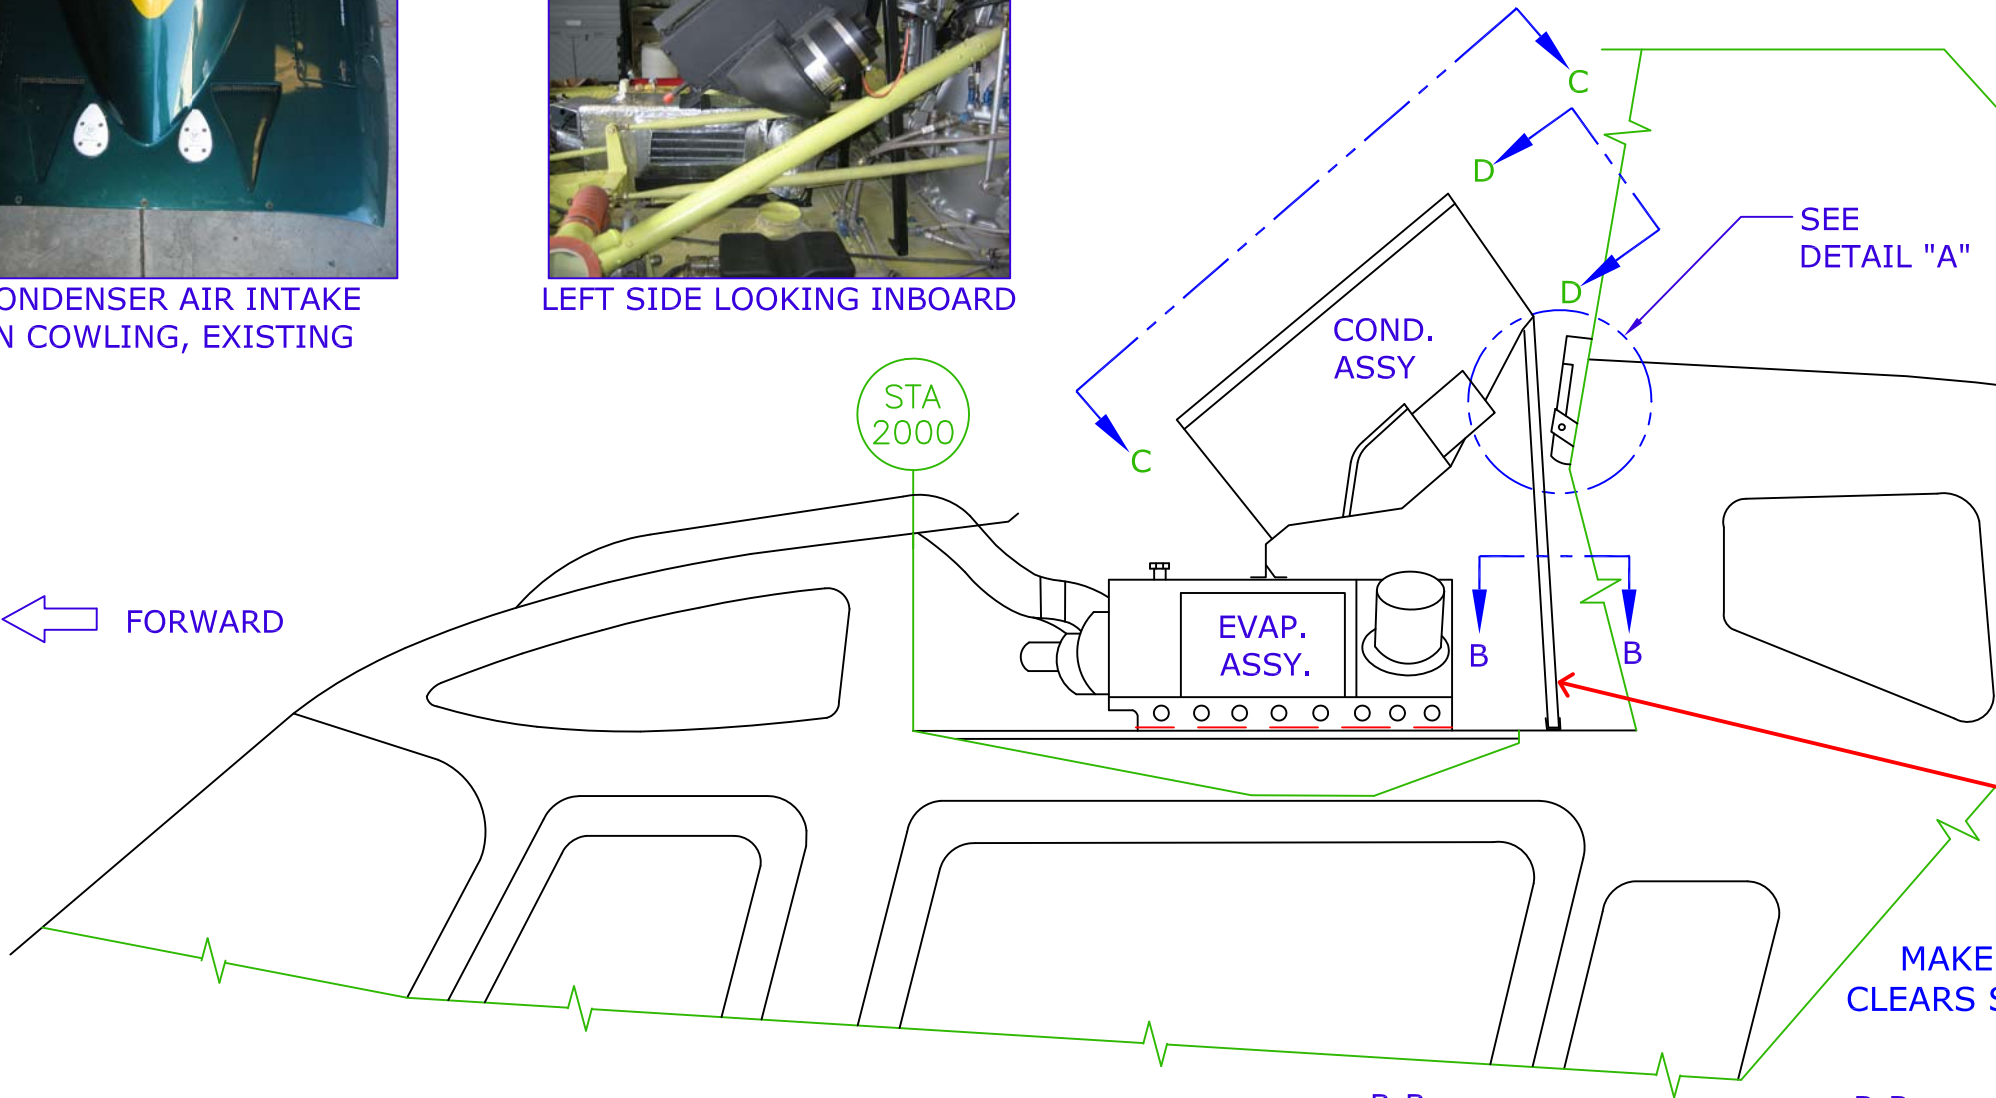 ONDENSER AIR INTAKE
N COWLING, EXISTING
LEFT SIDE LOOKING INBOARD
C
D
SEE
DETAIL "A"
D
COND.
ASSY
STA
2000
C
FORWARD
EVAP.
ASSY.
B
B
MAKE
CLEARS S